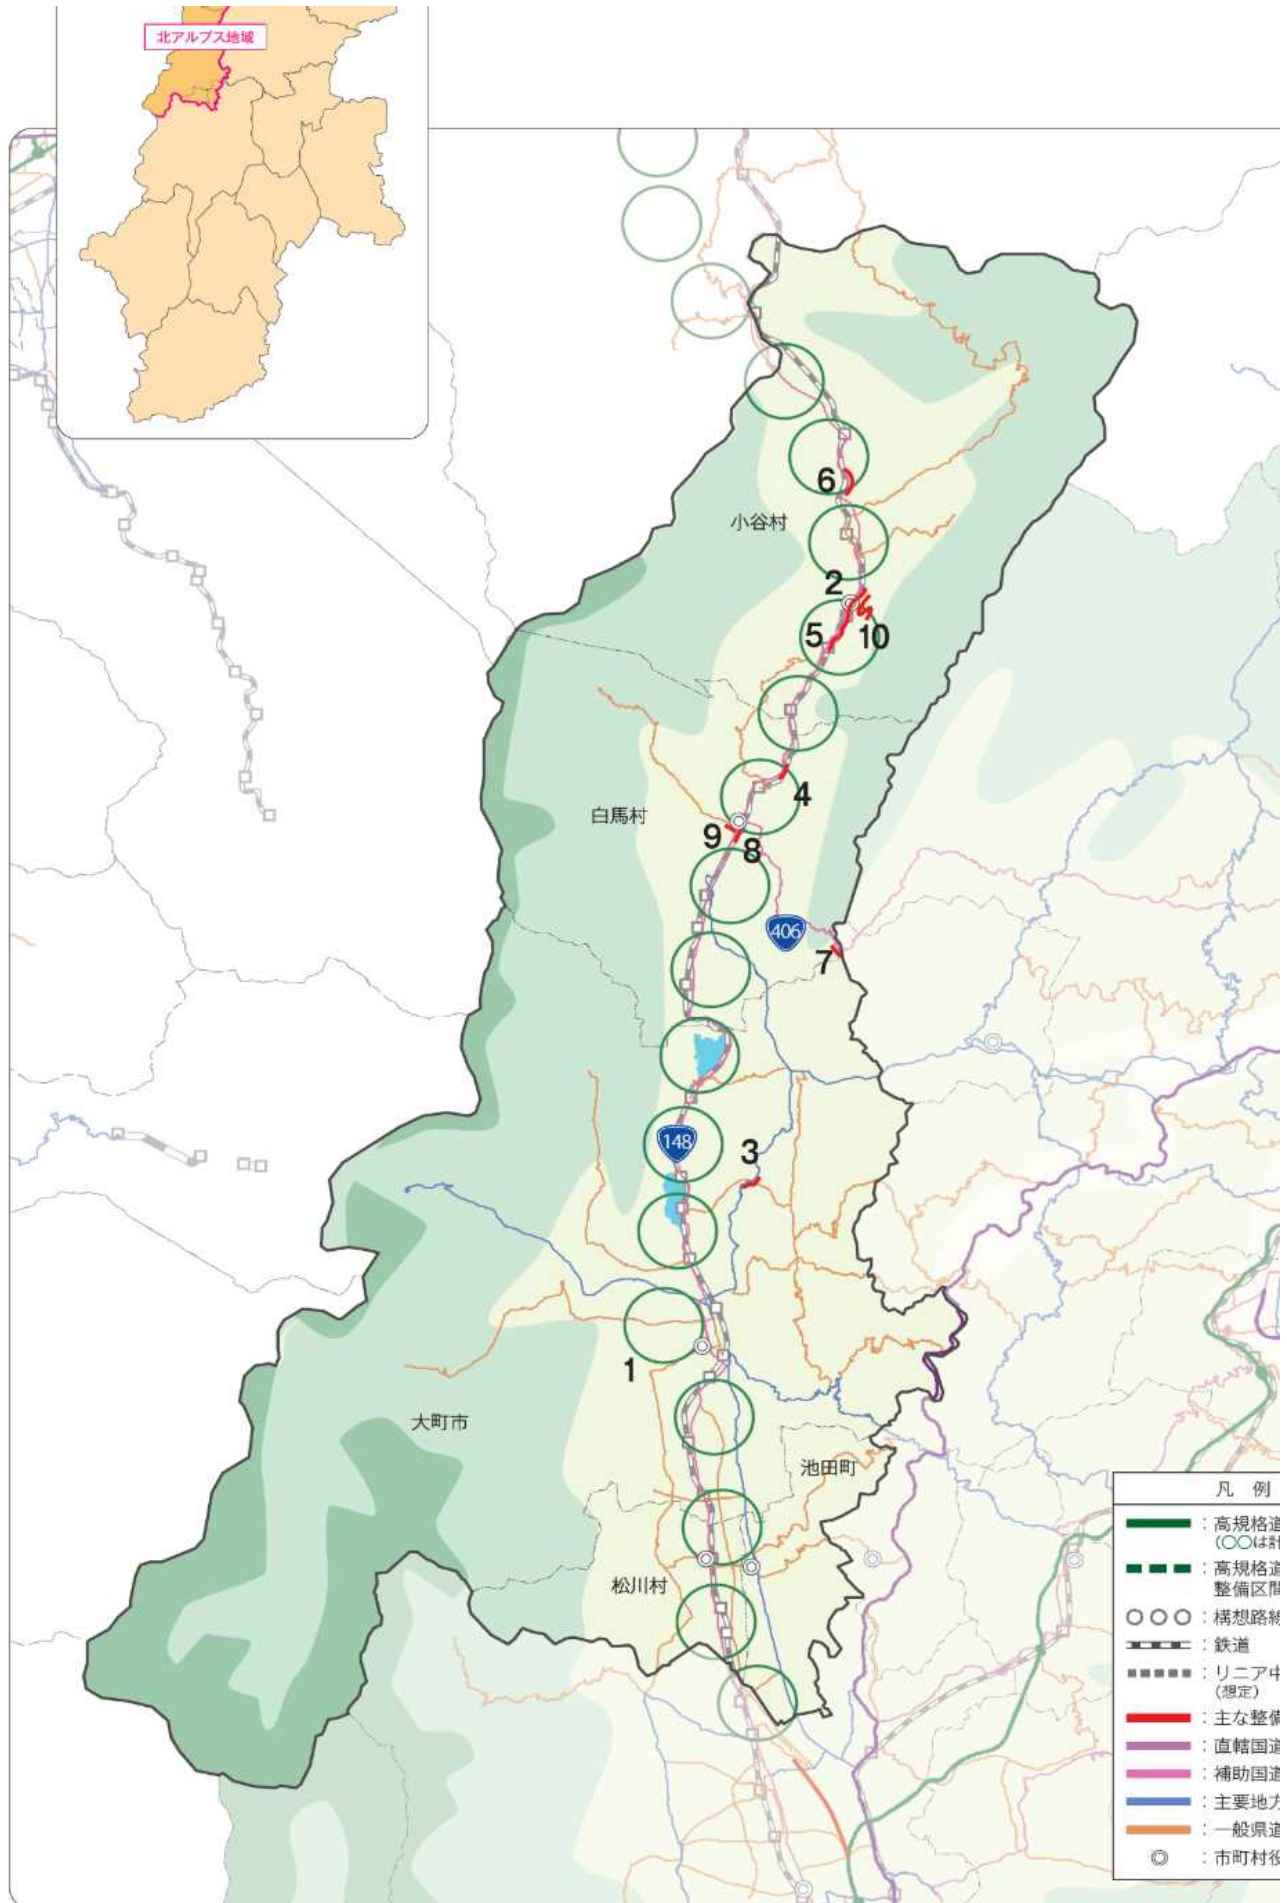 北アルプス地域
6
小谷村
2
5
10
4
白馬村
9
8
406
7
148
3
1
大町市
池田町
松川村
凡 例
：高規格道
(○○は計
：高規格道
整備区間
：構想路線
：鉄道
：リニア中
(想定)
：主な整備
：直轄国道
：補助国道
：主要地方
：一般県道
：市町村役